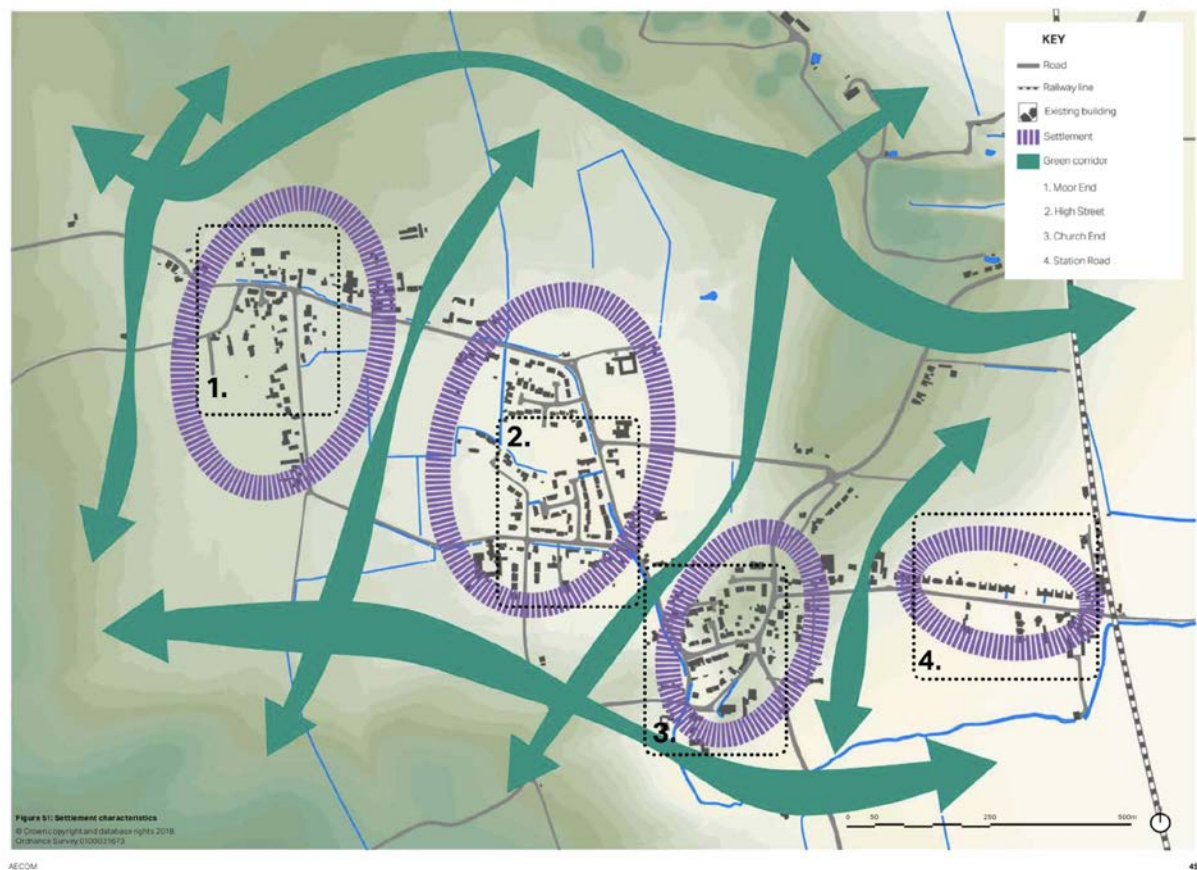 KEY
Road
Railway line
Existing building
Settlement
Green corridor
1. Moor End
2. High Street
3. Church End
4. Station Road
1.
2.
3.
4.
Figure 51: Settlement characteristics
© Crown copyright and database rights 2018.
Ordnance Survey 0100031673
0 50 250 500m
AECOM
45